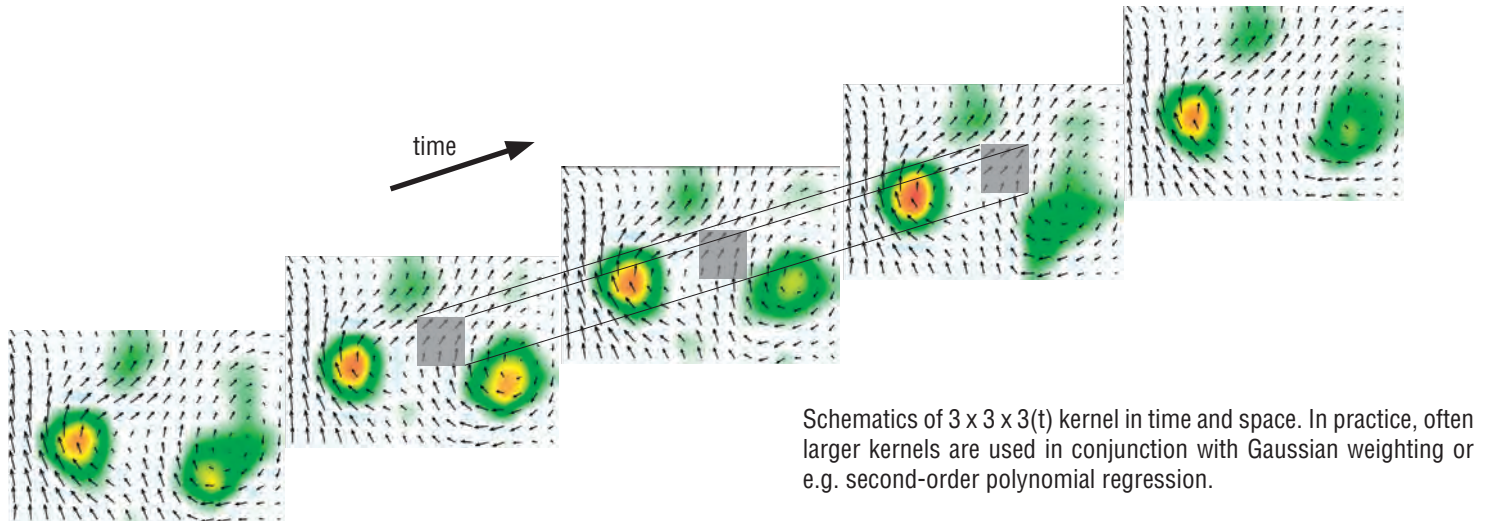 time
Schematics of 3 x 3 x 3(t) kernel in time and space. In practice, often
larger kernels are used in conjunction with Gaussian weighting or
e.g. second-order polynomial regression.